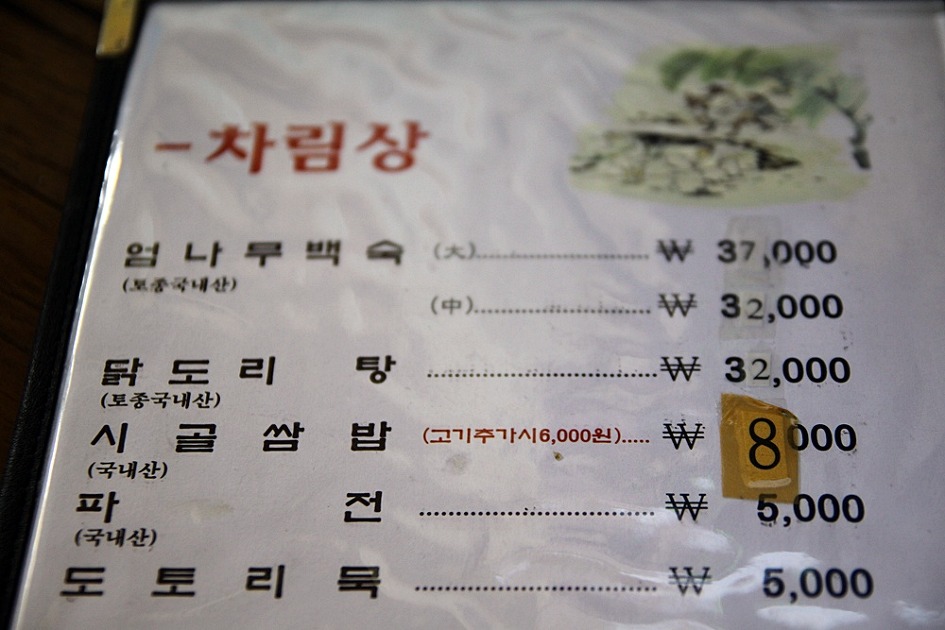 -차림상
엄나무백숙 (大)........................ ₩ 37,000
(토종국내산)
(中)........................ ₩ 32,000
닭도리탕 ................................ ₩ 32,000
(토종국내산)
시골쌈밥 (고기추가시6,000원)..... ₩ 8000
(국내산)
파전 ................................ ₩ 5,000
(국내산)
도토리묵 ................................ ₩ 5,000